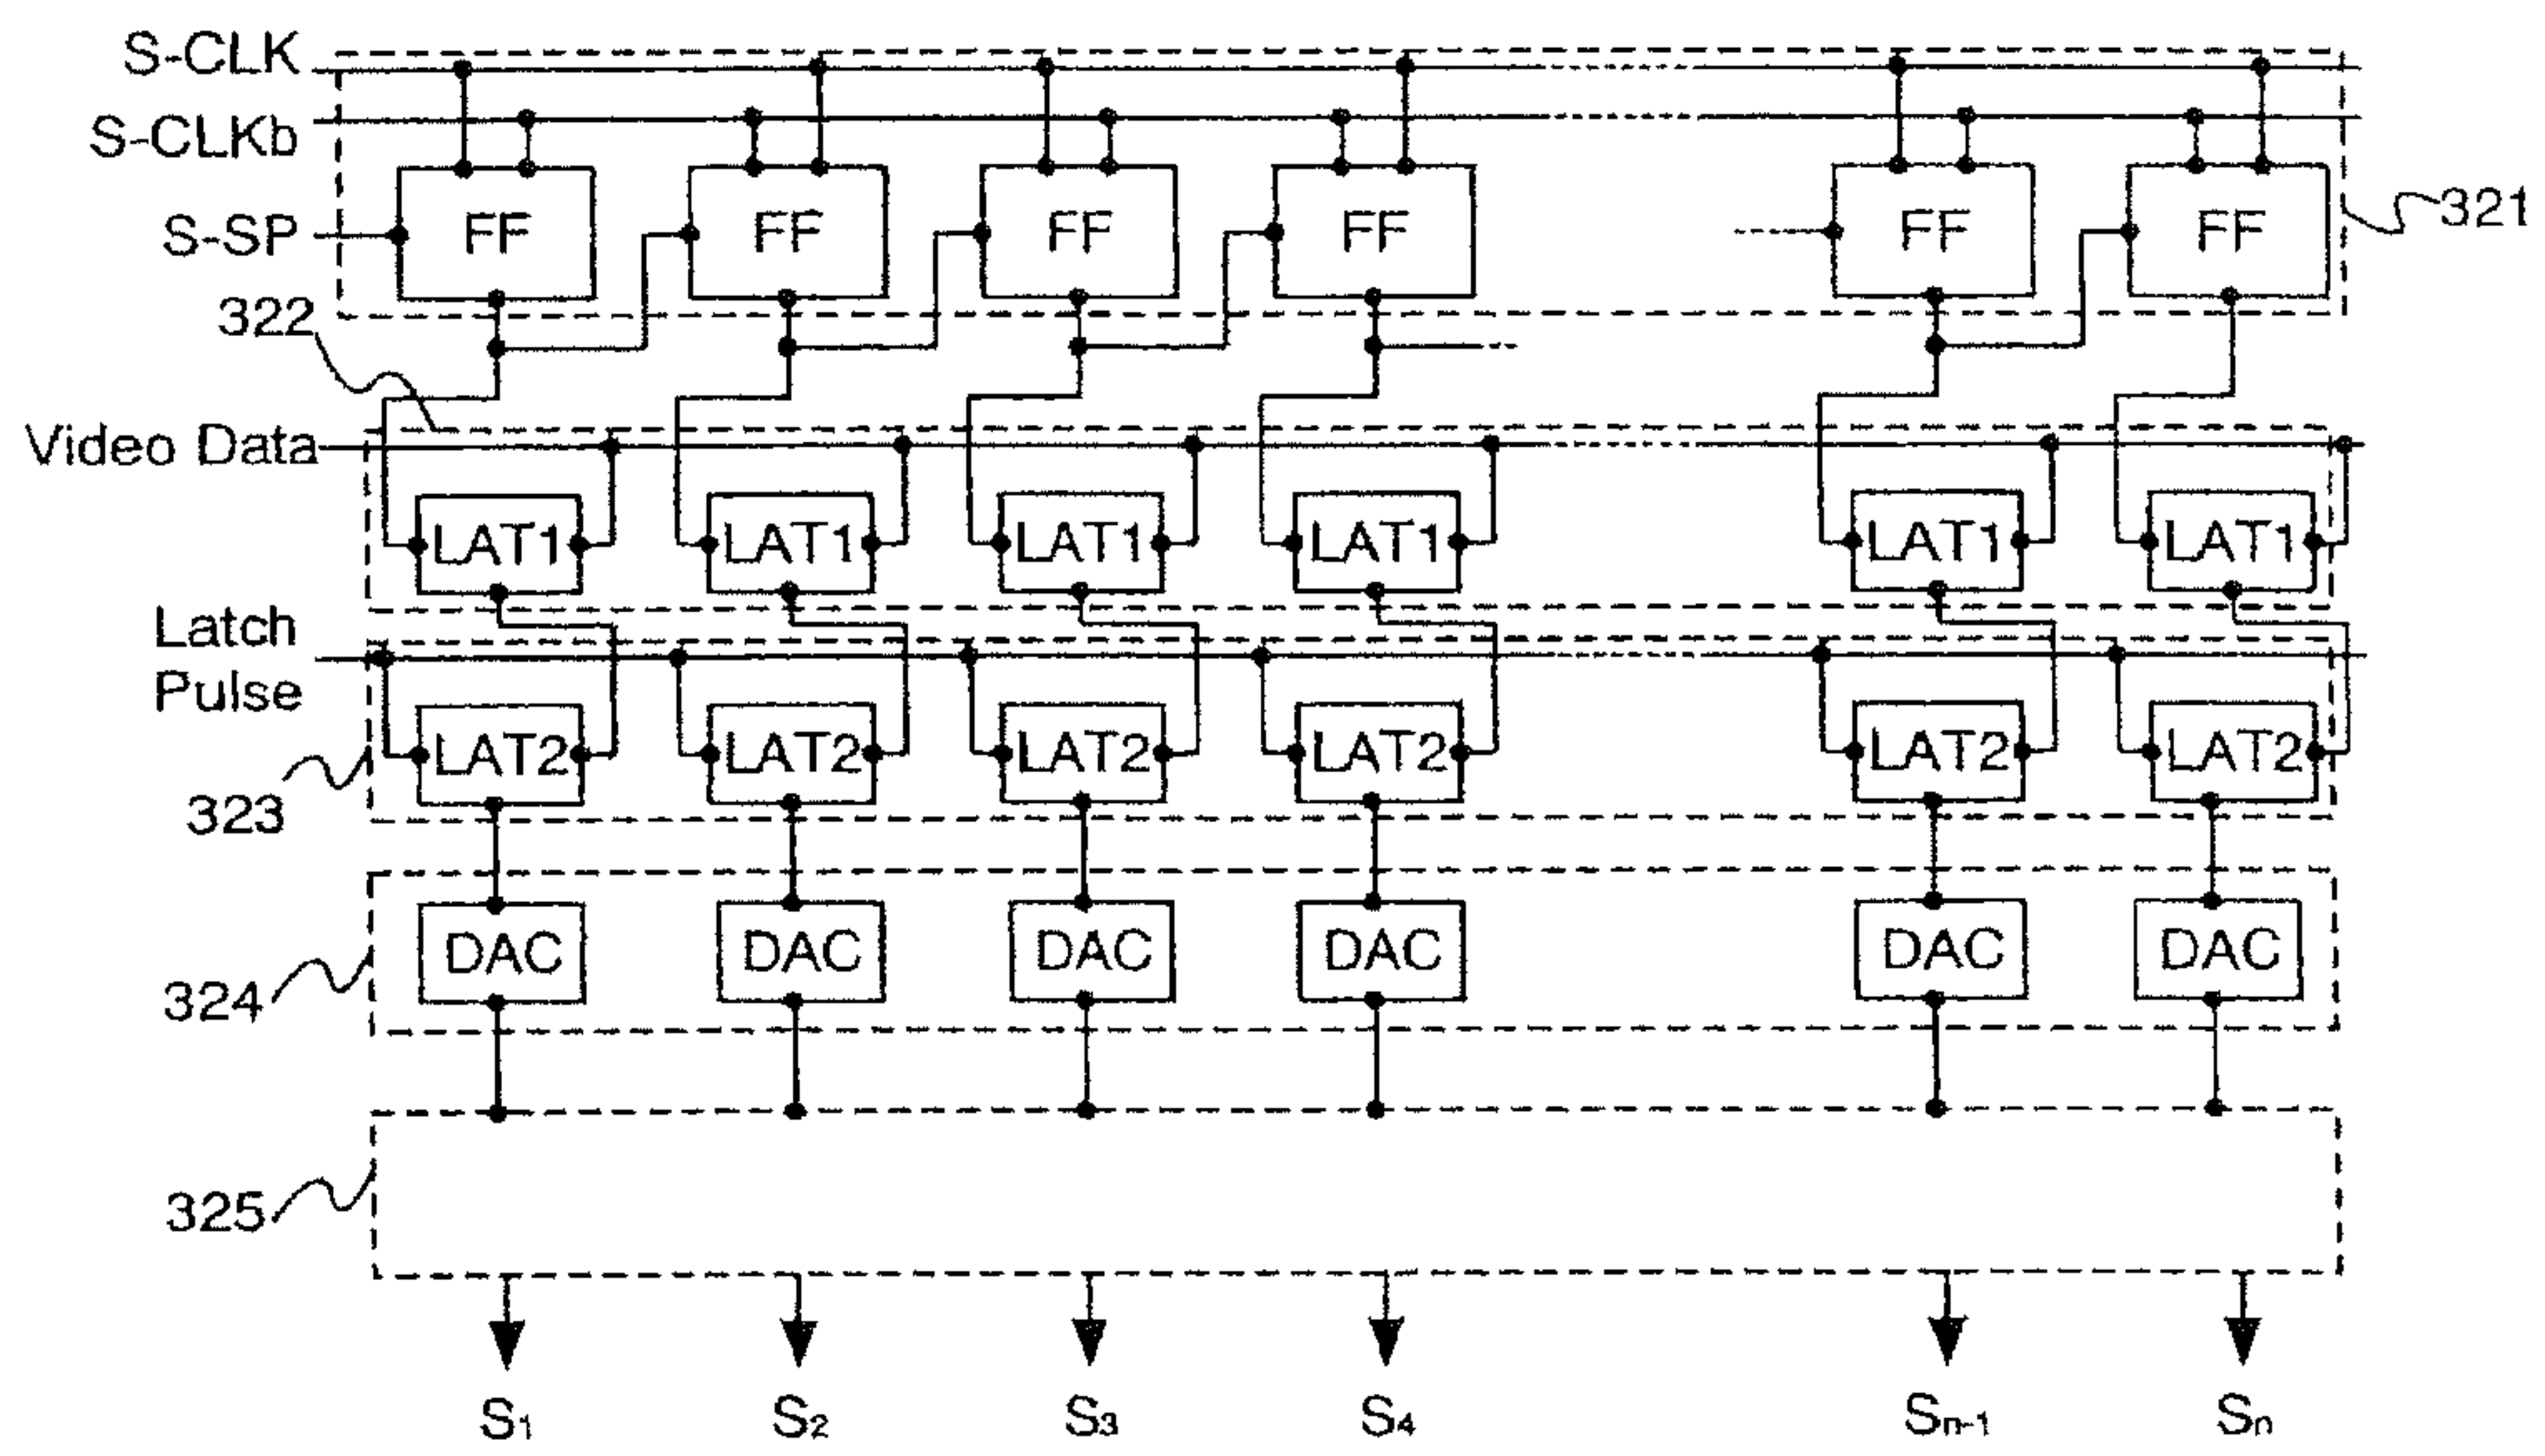 S-CLK
S-CLKb
S-SP
FF FF FF FF FF FF
321
322
Video Data
LAT1 LAT1 LAT1 LAT1 LAT1 LAT1
Latch
Pulse
LAT2 LAT2 LAT2 LAT2 LAT2 LAT2
323
DAC DAC DAC DAC DAC DAC
324
325
S1 S2 S3 S4 Sn-1 Sn